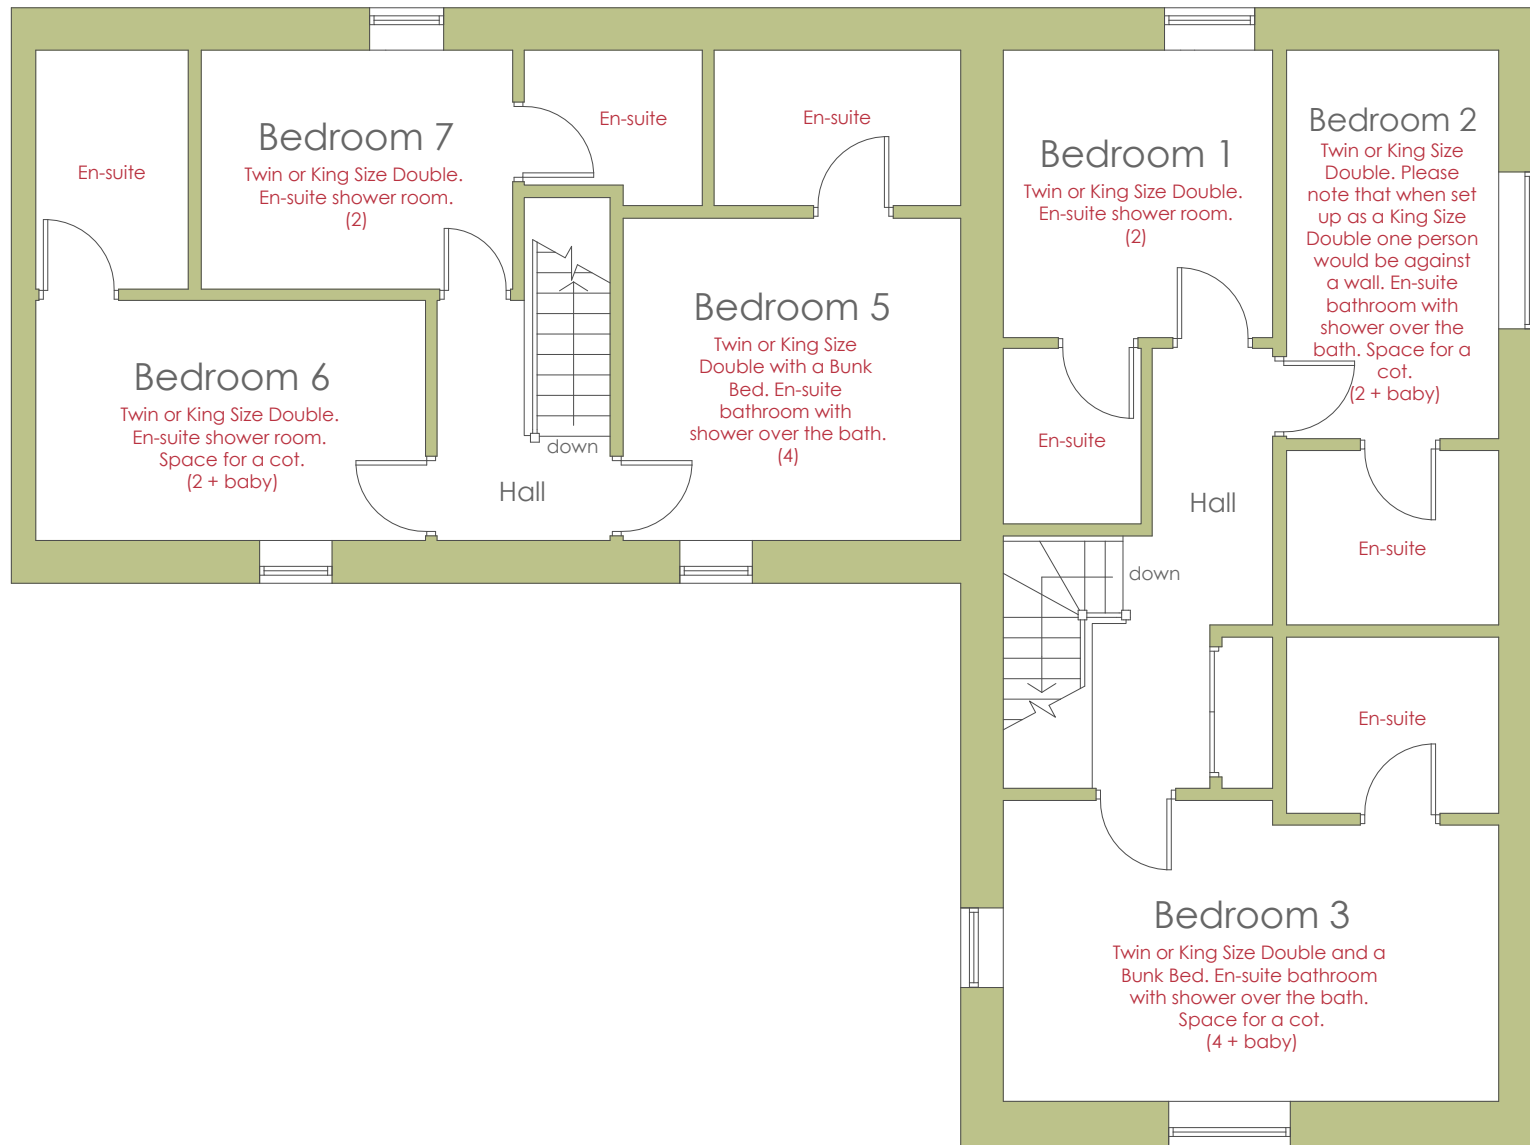 En-suite
Bedroom 7
Twin or King Size Double.
En-suite shower room.
(2)
En-suite
En-suite
Bedroom 1
Twin or King Size Double.
En-suite shower room.
(2)
Bedroom 2
Twin or King Size
Double. Please
note that when set
up as a King Size
Double one person
would be against
a wall. En-suite
bathroom with
shower over the
bath. Space for a
cot.
(2 + baby)
Bedroom 6
Twin or King Size Double.
En-suite shower room.
Space for a cot.
(2 + baby)
down
Hall
Bedroom 5
Twin or King Size
Double with a Bunk
Bed. En-suite
bathroom with
shower over the bath.
(4)
En-suite
Hall
down
En-suite
En-suite
Bedroom 3
Twin or King Size Double and a
Bunk Bed. En-suite bathroom
with shower over the bath.
Space for a cot.
(4 + baby)